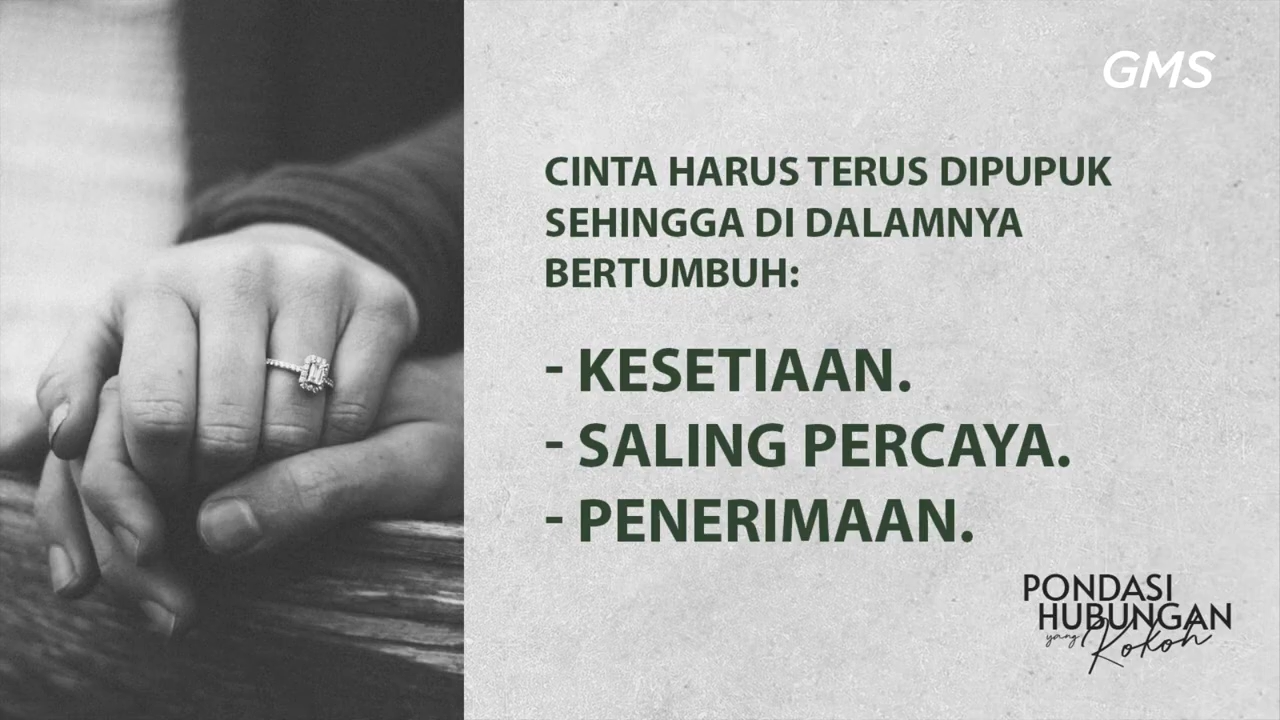 GMS
CINTA HARUS TERUS DIPUPUK
SEHINGGA DI DALAMNYA
BERTUMBUH:
- KESETIAAN.
- SALING PERCAYA.
- PENERIMAAN.
PONDASI
HUBUNGAN
yang Kokoh